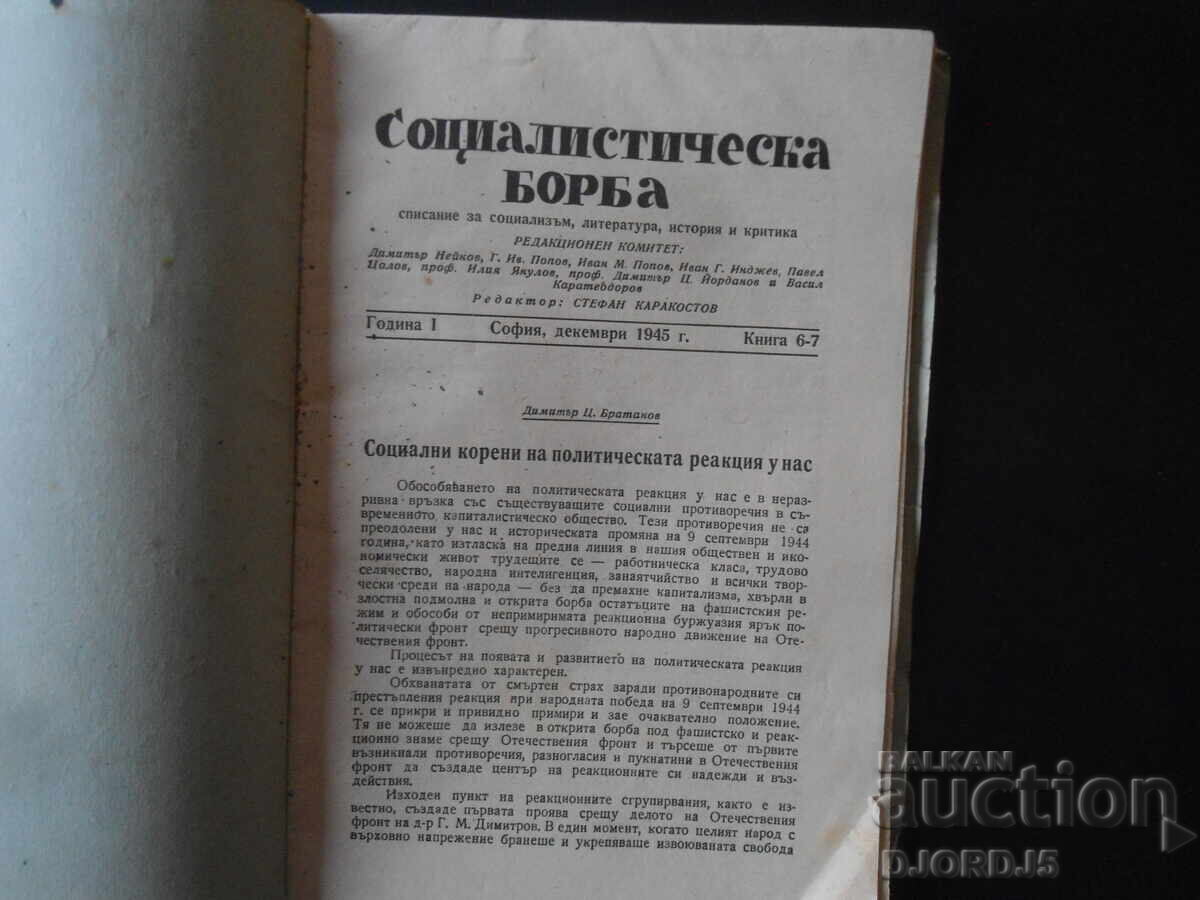 Социалистическа
БОРБА
списание за социализъм, литература, история и критика
РЕДАКЦИОНЕН КОМИТЕТ:
Димитър Нейков, Г. Ив. Попов, Иван М. Попов, Иван Г. Инджев, Павел
Цолов, проф. Илия Янулов, проф. Димитър Ц. Йорданов и Васил
Каратеодоров
Редактор: СТЕФАН КАРАКОСТОВ
Година I София, декември 1945 г. Книга 6-7
Димитър Ц. Братанов
Социални корени на политическата реакция у нас
Обособяването на политическата реакция у нас е в нераз-
ривна връзка със съществуващите социални противоречия в съ-
временното капиталистическо общество. Тези противоречия не са
преодолени у нас и историческата промяна на 9 септември 1944
година, като изтласка на предна линия в нашия обществен и ико-
номически живот трудещите се — работническа класа, трудово
селячество, народна интелигенция, занаятчийство и всички твор-
чески среди на народа — без да премахне капитализма, хвърли в
злостна подмолна и открита борба остатъците на фашистския ре-
жим и обособи от непримиримата реакционна буржуазия ярък по-
литически фронт срещу прогресивното народно движение на Оте-
чествения фронт.
Процесът на появата и развитието на политическата реакция
у нас е извънредно характерен.
Обхванатата от смъртен страх заради противонародните си
престъпления реакция при народната победа на 9 септември 1944
г. се прикри и привидно примири и зае очаквателно положение.
Тя не можеше да излезе в открита борба под фашистко и реак-
ционно знаме срещу Отечествения фронт и търсеше от първите
възникнали противоречия, разногласия и пукнатини в Отечествения
фронт да създаде център на реакционните си надежди и въз-
действия.
Изходен пункт на реакционните сгрупирвания, както е из-
вестно, създаде първата проява срещу делото на Отечествения
фронт на д-р Г. М. Димитров. В един момент, когато целият народ с
върховно напрежение бранеше и укрепяваше извоюваната свобода
BALKAN
auction
DJORDJ5